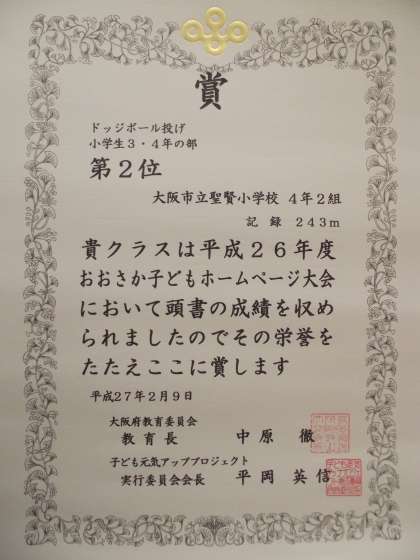 賞
ドッジボール投げ
小学生３・４年の部
第２位
大阪市立聖賢小学校 ４年２組
記 録 ２４３ｍ
貴クラスは平成２６年度
おおさか子どもホームページ大会
において頭書の成績を収め
られましたのでその栄誉を
たたえここに賞します
平成２７年２月９日
大阪府教育委員会
教育長 中原 徹
子ども元気アッププロジェクト
実行委員会会長 平岡 英信